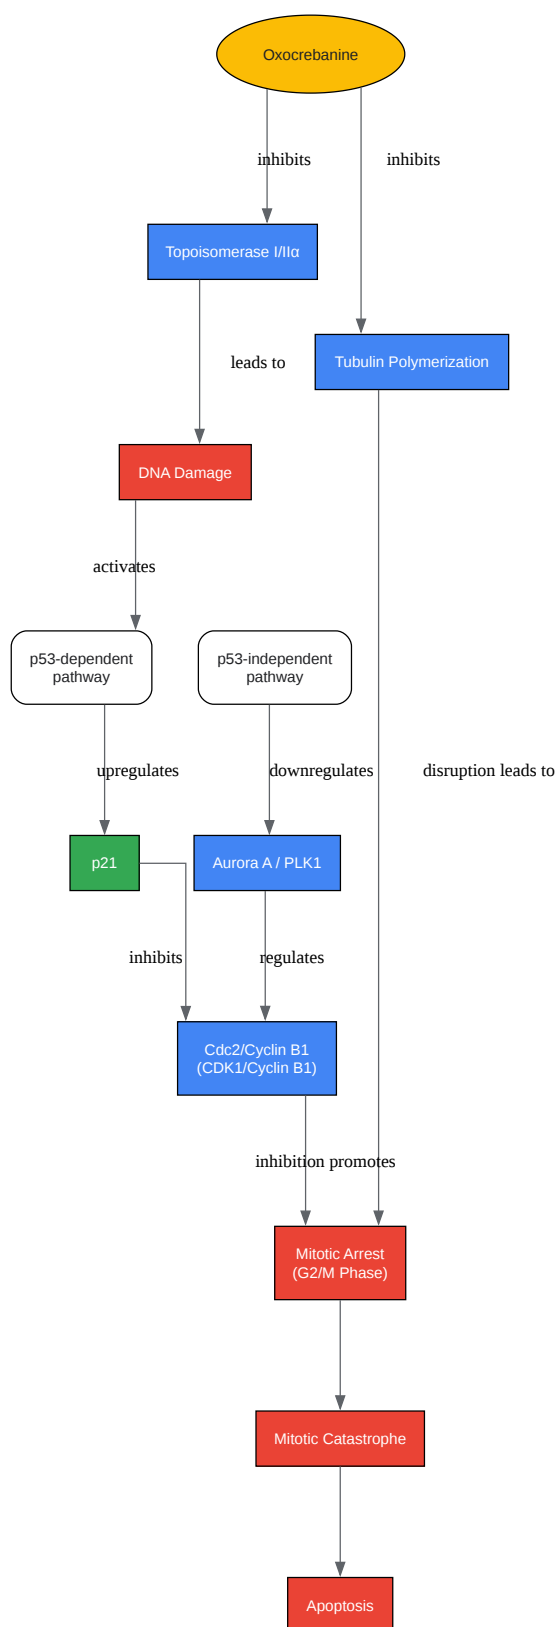 Oxocrebanine
inhibits
inhibits
Topoisomerase I/IIα
leads to
Tubulin Polymerization
DNA Damage
activates
p53-dependent
pathway
p53-independent
pathway
upregulates
downregulates
disruption leads to
p21
Aurora A / PLK1
inhibits
regulates
Cdc2/Cyclin B1
(CDK1/Cyclin B1)
inhibition promotes
Mitotic Arrest
(G2/M Phase)
Mitotic Catastrophe
Apoptosis